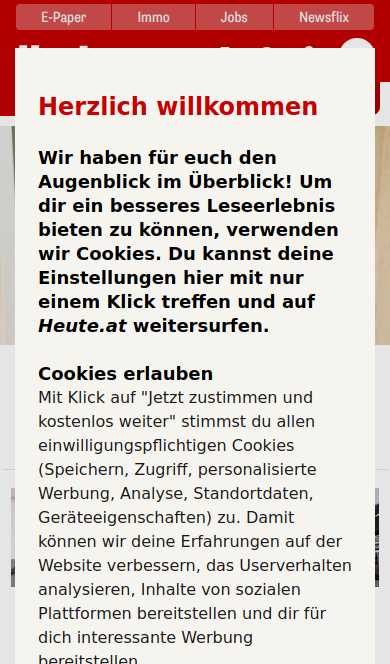 E-Paper Immo Jobs Newsflix
Herzlich willkommen
Wir haben für euch den
Augenblick im Überblick! Um
dir ein besseres Leseerlebnis
bieten zu können, verwenden
wir Cookies. Du kannst deine
Einstellungen hier mit nur
einem Klick treffen und auf
Heute.at weitersurfen.
Cookies erlauben
Mit Klick auf "Jetzt zustimmen und
kostenlos weiter" stimmst du allen
einwilligungspflichtigen Cookies
(Speichern, Zugriff, personalisierte
Werbung, Analyse, Standortdaten,
Geräteeigenschaften) zu. Damit
können wir deine Erfahrungen auf der
Website verbessern, das Userverhalten
analysieren, Inhalte von sozialen
Plattformen bereitstellen und dir für
dich interessante Werbung
bereitstellen